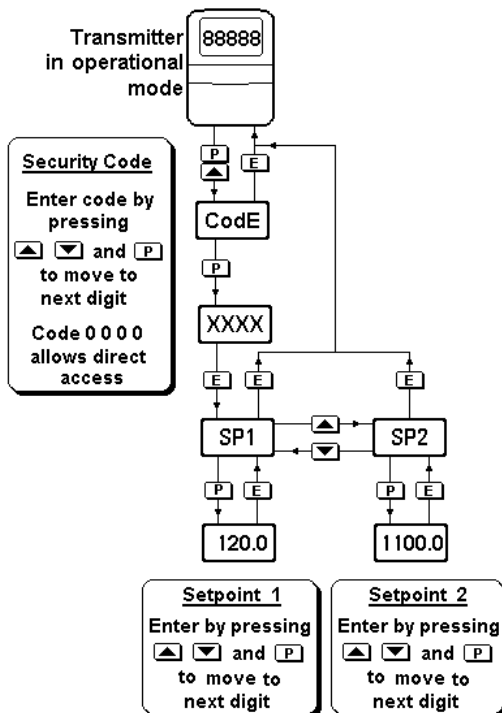 Transmitter
in operational
mode
88888
P
▲
E
Security Code
Enter code by
pressing
▲ ▼ and P
to move to
next digit
Code 0 0 0 0
allows direct
access
CodE
P
XXXX
E
E
E
SP1
▲
▼
SP2
P
E
P
E
120.0
1100.0
Setpoint 1
Enter by pressing
▲ ▼ and P
to move to
next digit
Setpoint 2
Enter by pressing
▲ ▼ and P
to move to
next digit